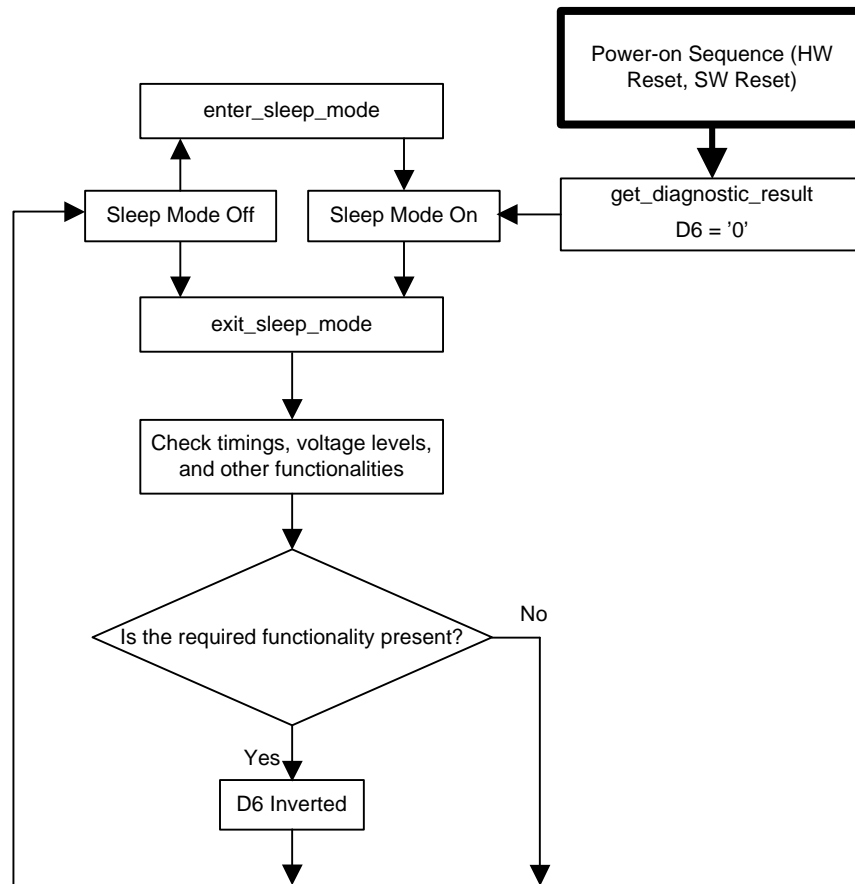 Power-on Sequence (HW
Reset, SW Reset)
enter_sleep_mode
get_diagnostic_result
D6 = '0'
Sleep Mode Off
Sleep Mode On
exit_sleep_mode
Check timings, voltage levels,
and other functionalities
Is the required functionality present?
No
Yes
D6 Inverted